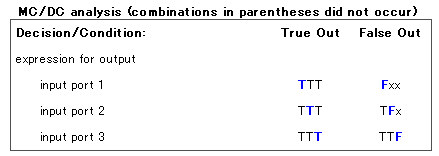 MC/DC analysis (combinations in parentheses did not occur)
Decision/Condition: True Out False Out
expression for output
input port 1 TTT Fxx
input port 2 TTT TFx
input port 3 TTT TTF